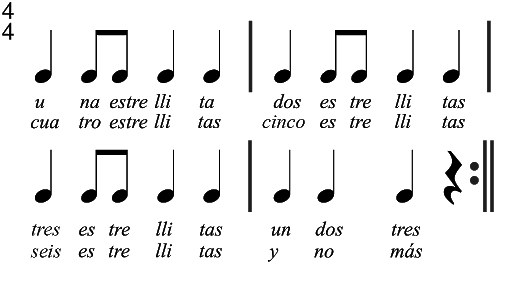 4
4
u na estre lli ta dos es tre lli tas
cua tro estre lli tas cinco es tre lli tas
tres es tre lli tas un dos tres
seis es tre lli tas y no más